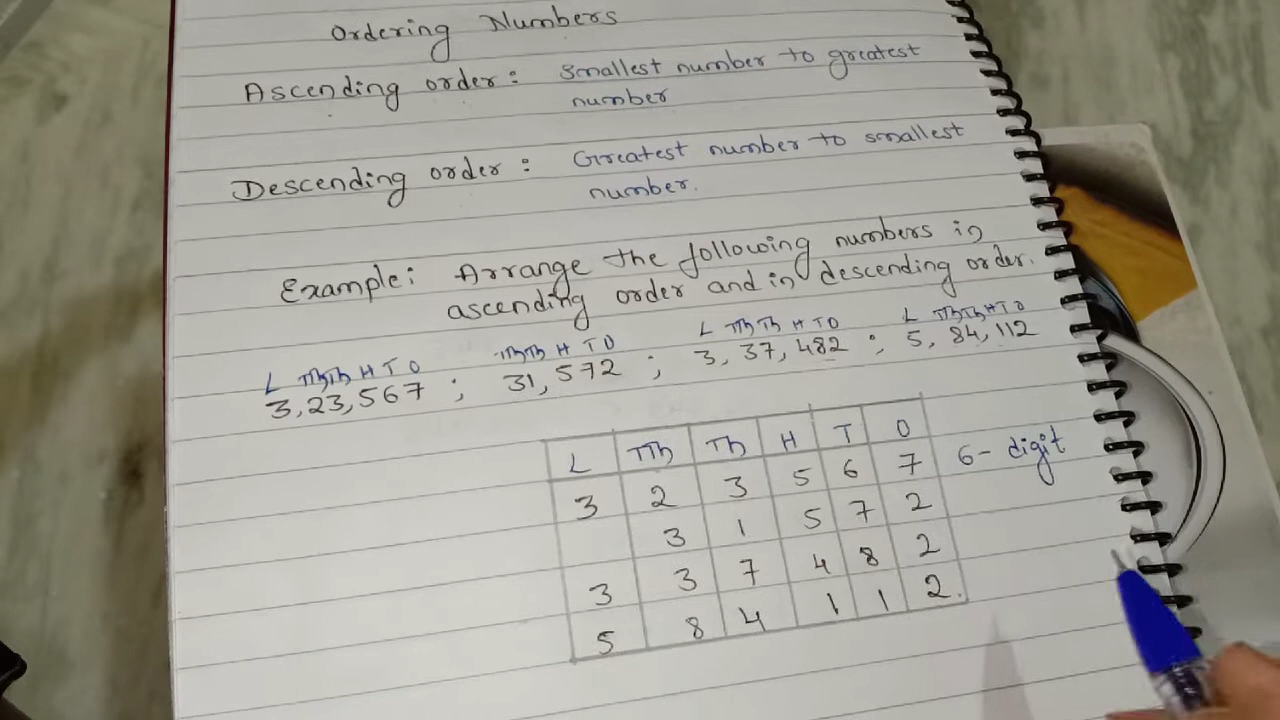 Ordering Numbers
Ascending order : Smallest number to greatest
number
Descending order : Greatest number to smallest
number.
Example: Arrange the following numbers in
ascending order and in descending order.
L TTh Th H T O TTh Th H T O L TTh Th H T O L TTh Th H T O
3,23,567 ; 31,572 ; 3, 37, 482 ; 5, 84, 112
L TTh Th H T O
3 2 3 5 6 7 6- digit
3 1 5 7 2
3 3 7 4 8 2
5 8 4 1 1 2.